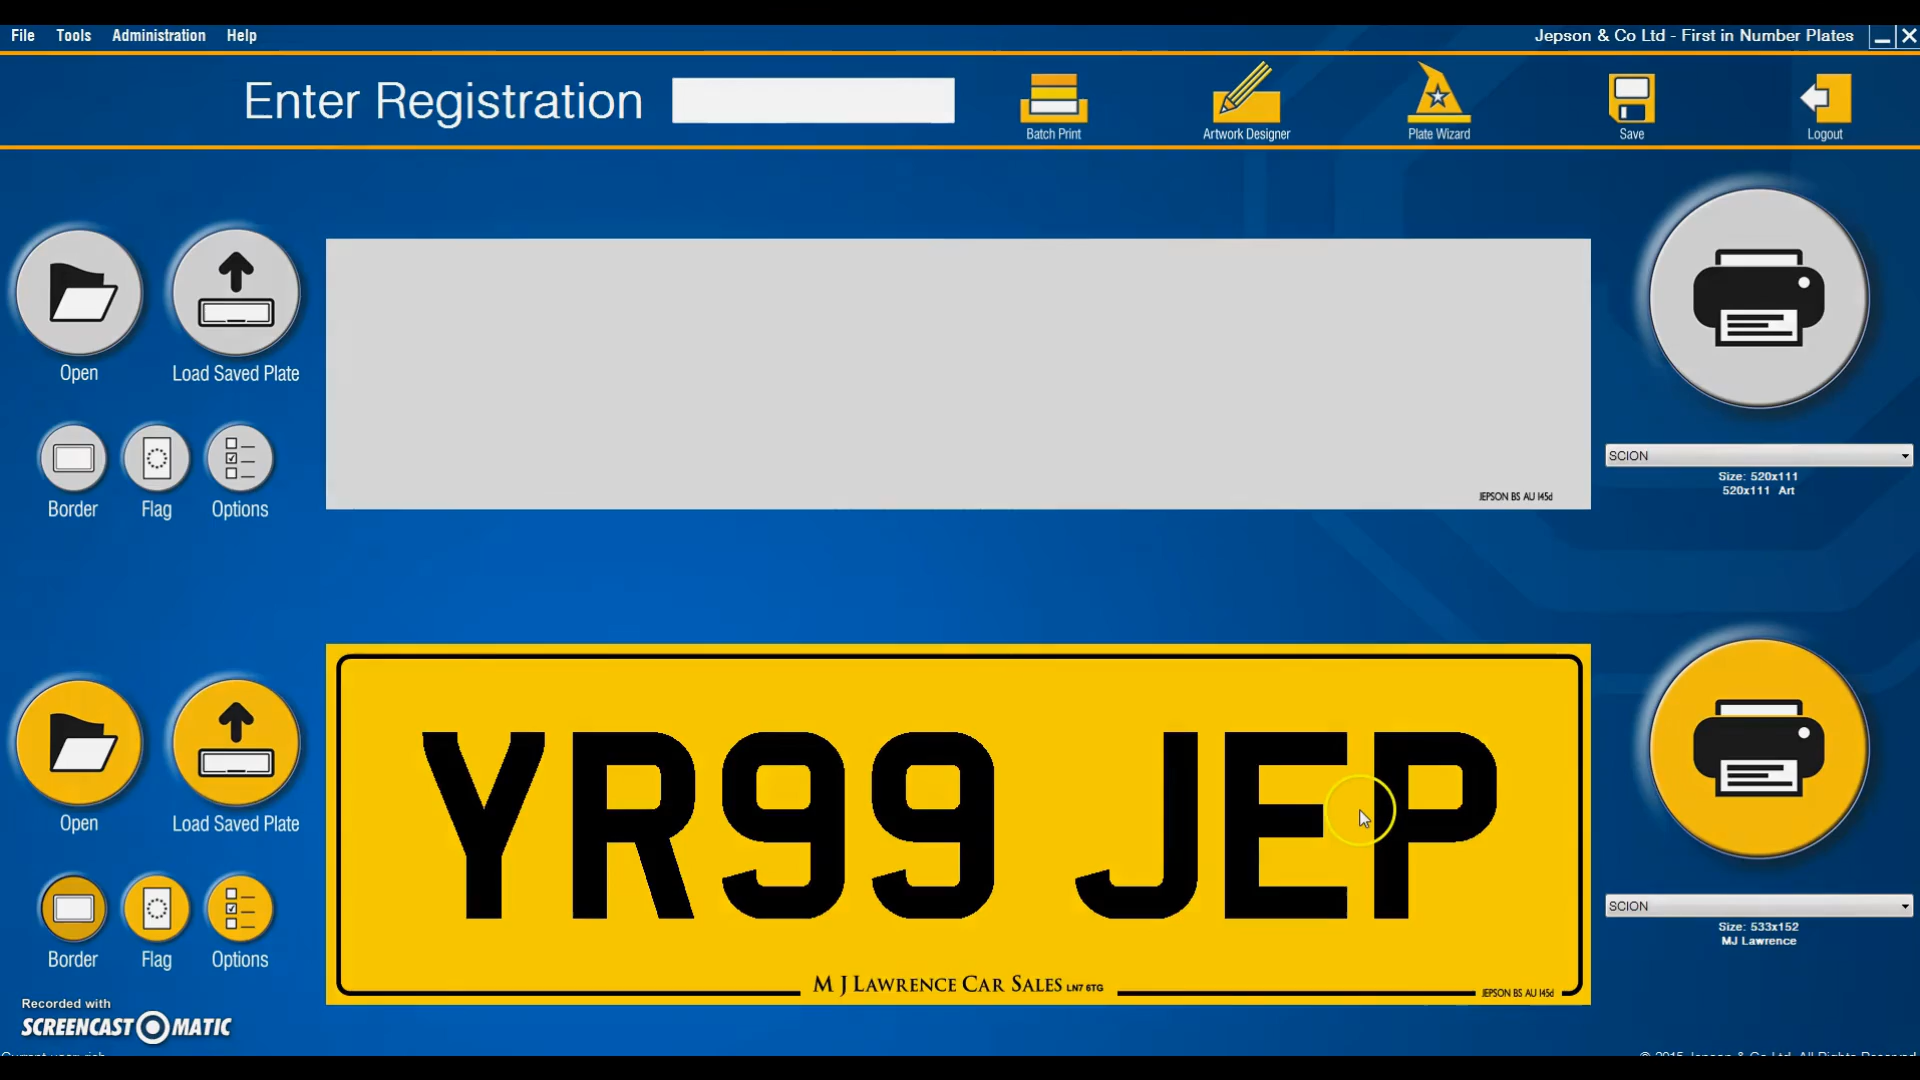 File Tools Administration Help
Jepson & Co Ltd - First in Number Plates
Enter Registration
Batch Print
Artwork Designer
Plate Wizard
Save
Logout
Open
Load Saved Plate
Border
Flag
Options
JEPSON BS AU 145d
SCION
Size: 520x111
520x111 Art
Open
Load Saved Plate
Border
Flag
Options
YR99 JEP
M J LAWRENCE CAR SALES LN7 6TG
JEPSON BS AU 145d
SCION
Size: 533x152
MJ Lawrence
Recorded with
SCREENCAST MATIC